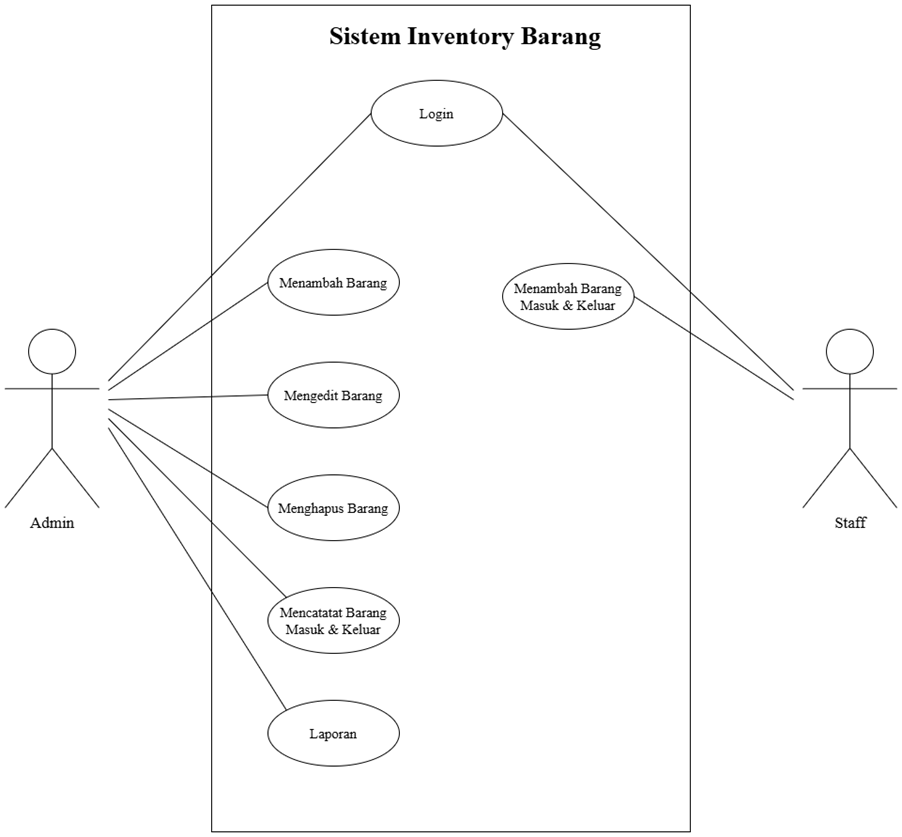 Sistem Inventory Barang
Login
Menambah Barang
Menambah Barang
Masuk & Keluar
Mengedit Barang
Menghapus Barang
Admin
Staff
Mencatatat Barang
Masuk & Keluar
Laporan